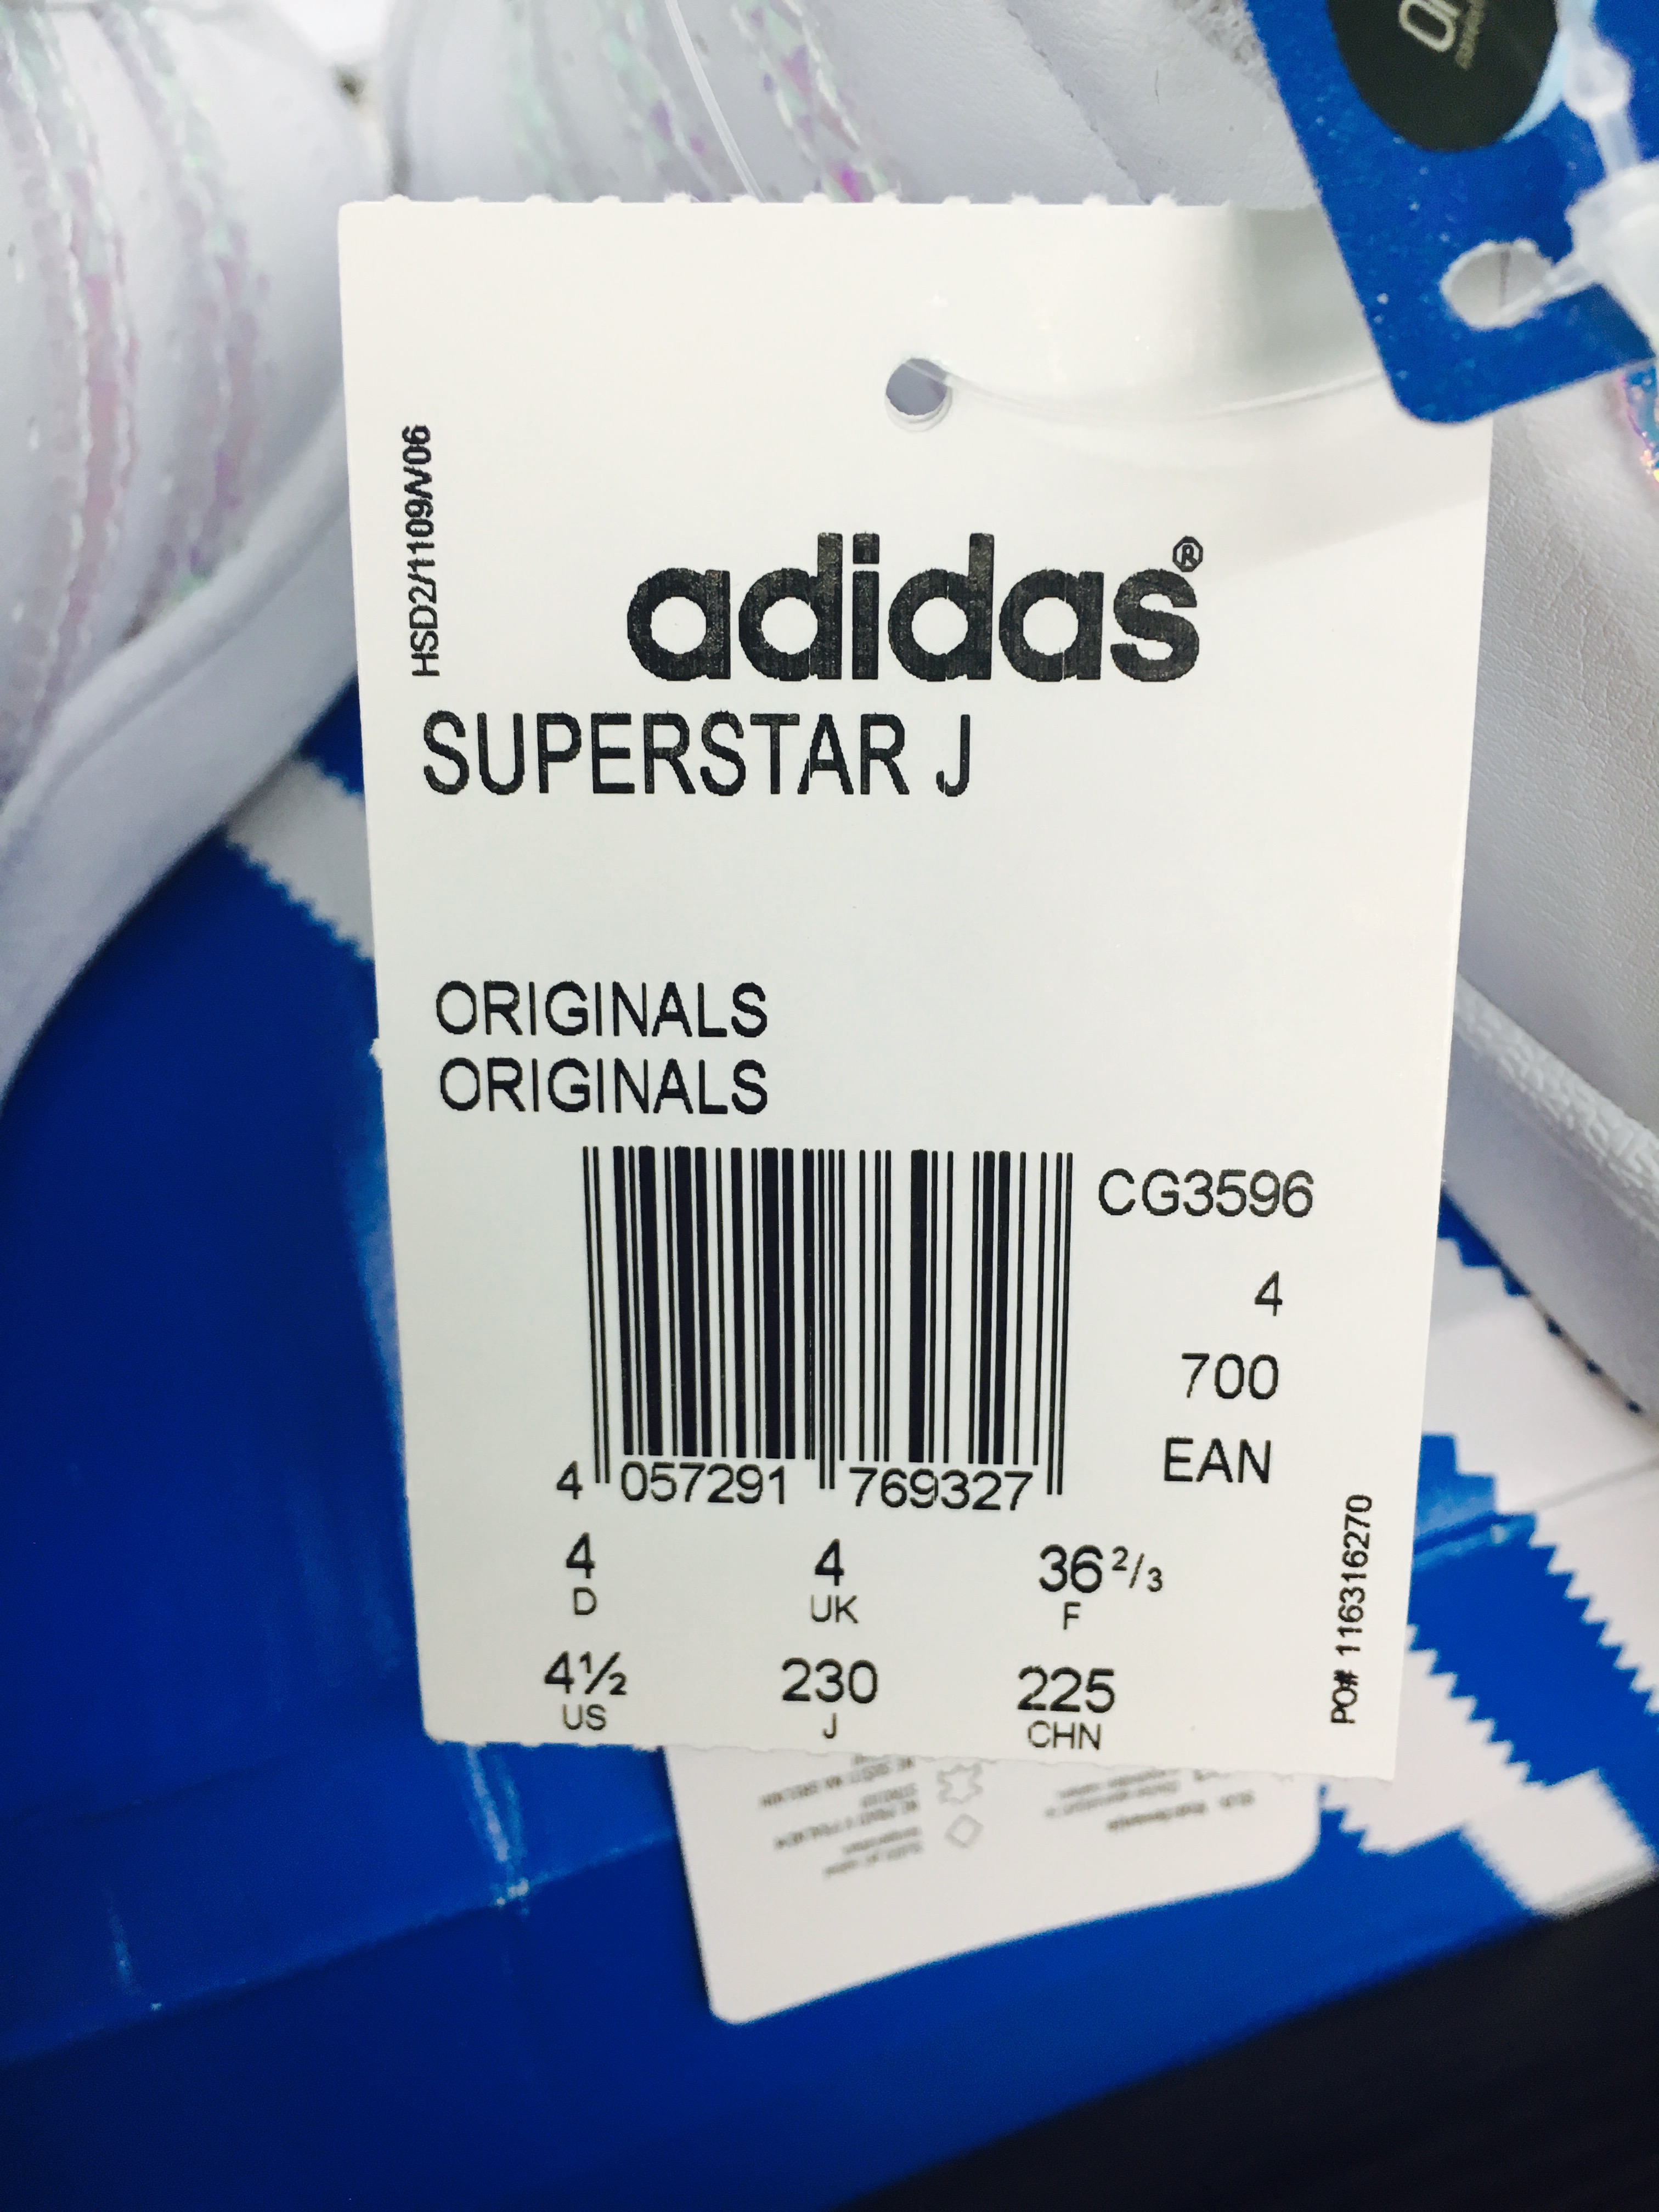 HSD2/1109/V06
adidas®
SUPERSTAR J
ORIGINALS
ORIGINALS
CG3596
4
700
EAN
4 057291 769327
4 4 36 2/3
D UK F
4½ 230 225
US J CHN
PO# 116316270